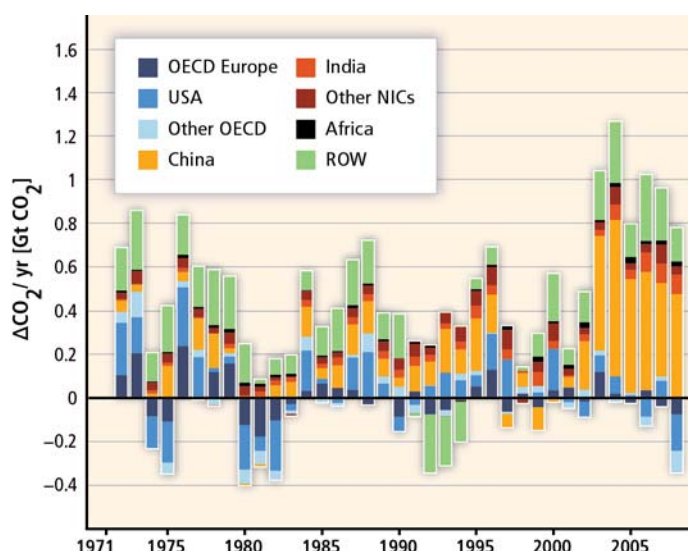 1.6
1.4
1.2
1
0.8
0.6
0.4
0.2
0
−0.2
−0.4
ΔCO₂/ yr [Gt CO₂]
OECD Europe
USA
Other OECD
China
India
Other NICs
Africa
ROW
1971 1975 1980 1985 1990 1995 2000 2005